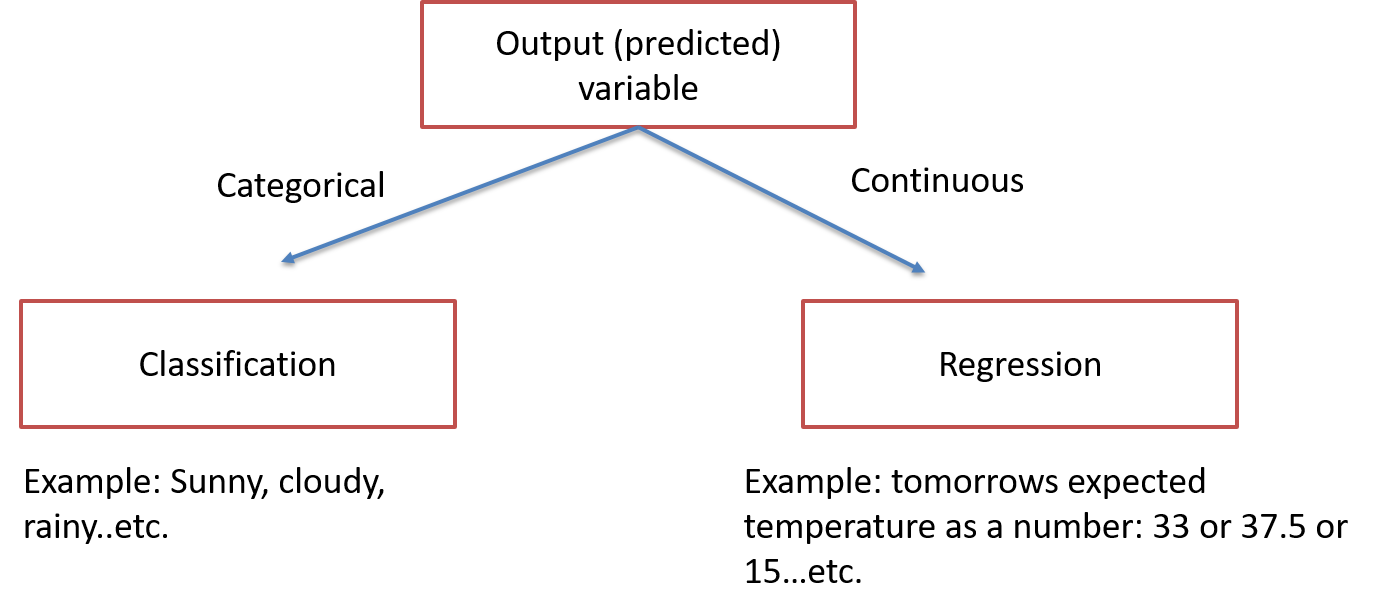 Output (predicted)
variable
Categorical
Continuous
Classification
Regression
Example: Sunny, cloudy,
rainy..etc.
Example: tomorrows expected
temperature as a number: 33 or 37.5 or
15...etc.